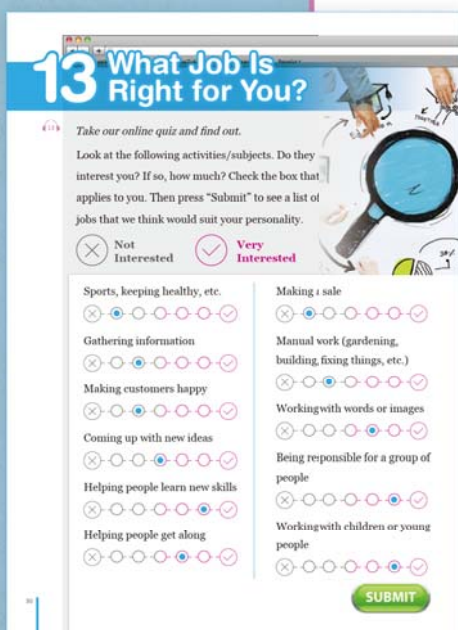 13 What Job Is
Right for You?
Take our online quiz and find out.
Look at the following activities/subjects. Do they
interest you? If so, how much? Check the box that
applies to you. Then press “Submit” to see a list of
jobs that we think would suit your personality.
Not
Interested
Very
Interested
Sports, keeping healthy, etc.
Gathering information
Making customers happy
Coming up with new ideas
Helping people learn new skills
Helping people get along
Making a sale
Manual work (gardening,
building, fixing things, etc.)
Working with words or images
Being responsible for a group of
people
Working with children or young
people
SUBMIT